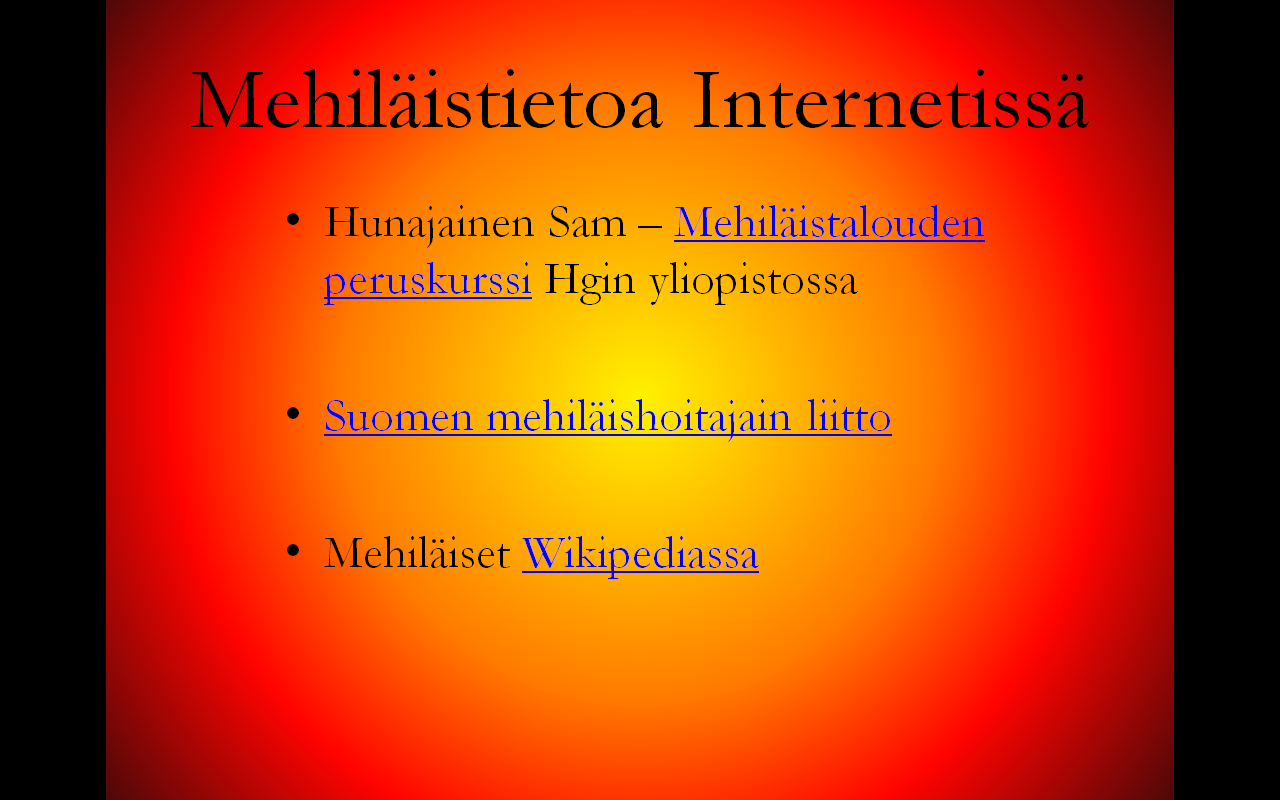 Mehiläistietoa Internetissä
• Hunajainen Sam – Mehiläistalouden
peruskurssi Hgin yliopistossa
• Suomen mehiläishoitajain liitto
• Mehiläiset Wikipediassa